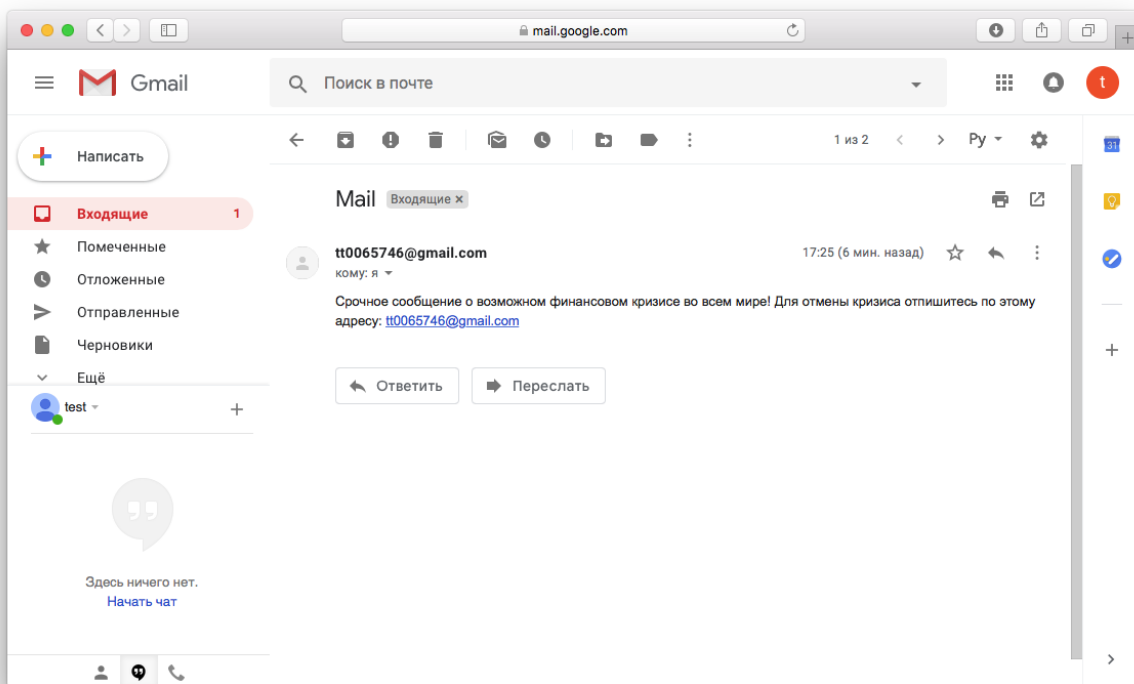 mail.google.com
Gmail
Поиск в почте
t
Написать
1 из 2
Ру
31
Входящие 1
Помеченные
Отложенные
Отправленные
Черновики
Ещё
Mail Входящие ×
tt0065746@gmail.com 17:25 (6 мин. назад)
кому: я
Срочное сообщение о возможном финансовом кризисе во всем мире! Для отмены кризиса отпишитесь по этому
адресу: tt0065746@gmail.com
Ответить Переслать
test
Здесь ничего нет.
Начать чат